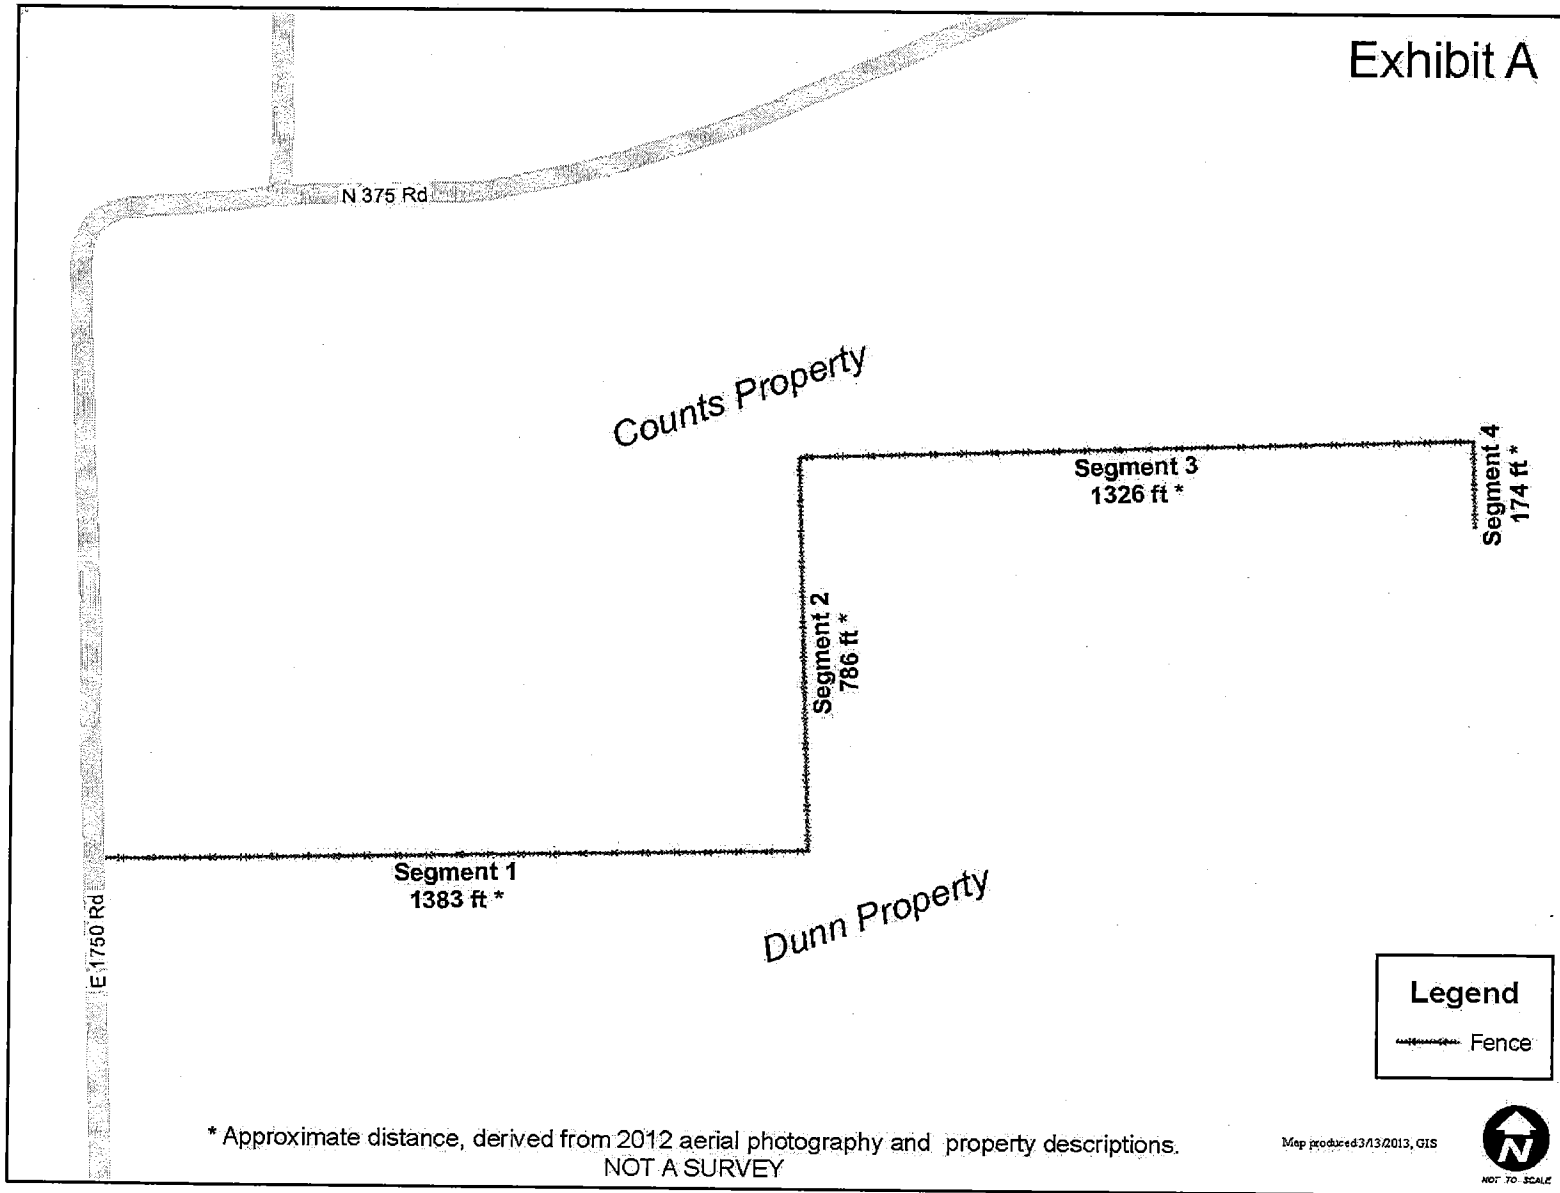 Exhibit A
N 375 Rd
Counts Property
Segment 3
1326 ft *
Segment 4
174 ft *
Segment 2
786 ft *
Segment 1
1383 ft *
E 1750 Rd
Dunn Property
Legend
Fence
* Approximate distance, derived from 2012 aerial photography and property descriptions.
NOT A SURVEY
Map produced 3/13/2013, GIS
N
NOT TO SCALE